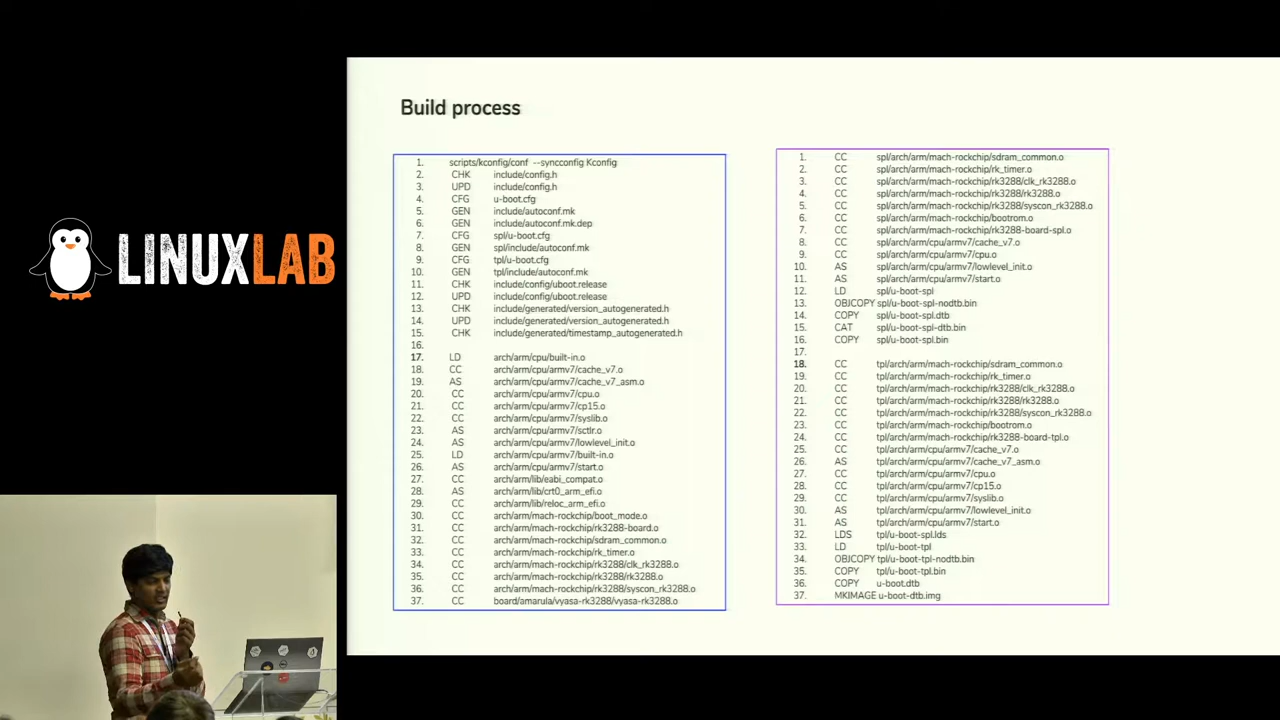 LINUXLAB
Build process
1. scripts/kconfig/conf --syncconfig Kconfig
2. CHK include/config.h
3. UPD include/config.h
4. CFG u-boot.cfg
5. GEN include/autoconf.mk
6. GEN include/autoconf.mk.dep
7. CFG spl/u-boot.cfg
8. GEN spl/include/autoconf.mk
9. CFG tpl/u-boot.cfg
10. GEN tpl/include/autoconf.mk
11. CHK include/config/uboot.release
12. UPD include/config/uboot.release
13. CHK include/generated/version_autogenerated.h
14. UPD include/generated/version_autogenerated.h
15. CHK include/generated/timestamp_autogenerated.h
16.
17. LD arch/arm/cpu/built-in.o
18. CC arch/arm/cpu/armv7/cache_v7.o
19. AS arch/arm/cpu/armv7/cache_v7_asm.o
20. CC arch/arm/cpu/armv7/cpu.o
21. CC arch/arm/cpu/armv7/cp15.o
22. CC arch/arm/cpu/armv7/syslib.o
23. AS arch/arm/cpu/armv7/sctlr.o
24. AS arch/arm/cpu/armv7/lowlevel_init.o
25. LD arch/arm/cpu/armv7/built-in.o
26. AS arch/arm/cpu/armv7/start.o
27. CC arch/arm/lib/eabi_compat.o
28. AS arch/arm/lib/crt0_arm_efi.o
29. CC arch/arm/lib/reloc_arm_efi.o
30. CC arch/arm/mach-rockchip/boot_mode.o
31. CC arch/arm/mach-rockchip/rk3288-board.o
32. CC arch/arm/mach-rockchip/sdram_common.o
33. CC arch/arm/mach-rockchip/rk_timer.o
34. CC arch/arm/mach-rockchip/rk3288/clk_rk3288.o
35. CC arch/arm/mach-rockchip/rk3288/rk3288.o
36. CC arch/arm/mach-rockchip/rk3288/syscon_rk3288.o
37. CC board/amarula/vyasa-rk3288/vyasa-rk3288.o
1. CC spl/arch/arm/mach-rockchip/sdram_common.o
2. CC spl/arch/arm/mach-rockchip/rk_timer.o
3. CC spl/arch/arm/mach-rockchip/rk3288/clk_rk3288.o
4. CC spl/arch/arm/mach-rockchip/rk3288/rk3288.o
5. CC spl/arch/arm/mach-rockchip/rk3288/syscon_rk3288.o
6. CC spl/arch/arm/mach-rockchip/bootrom.o
7. CC spl/arch/arm/mach-rockchip/rk3288-board-spl.o
8. CC spl/arch/arm/cpu/armv7/cache_v7.o
9. CC spl/arch/arm/cpu/armv7/cpu.o
10. AS spl/arch/arm/cpu/armv7/lowlevel_init.o
11. AS spl/arch/arm/cpu/armv7/start.o
12. LD spl/u-boot-spl
13. OBJCOPY spl/u-boot-spl-nodtb.bin
14. COPY spl/u-boot-spl.dtb
15. CAT spl/u-boot-spl-dtb.bin
16. COPY spl/u-boot-spl.bin
17.
18. CC tpl/arch/arm/mach-rockchip/sdram_common.o
19. CC tpl/arch/arm/mach-rockchip/rk_timer.o
20. CC tpl/arch/arm/mach-rockchip/rk3288/clk_rk3288.o
21. CC tpl/arch/arm/mach-rockchip/rk3288/rk3288.o
22. CC tpl/arch/arm/mach-rockchip/rk3288/syscon_rk3288.o
23. CC tpl/arch/arm/mach-rockchip/bootrom.o
24. CC tpl/arch/arm/mach-rockchip/rk3288-board-tpl.o
25. CC tpl/arch/arm/cpu/armv7/cache_v7.o
26. AS tpl/arch/arm/cpu/armv7/cache_v7_asm.o
27. CC tpl/arch/arm/cpu/armv7/cpu.o
28. CC tpl/arch/arm/cpu/armv7/cp15.o
29. CC tpl/arch/arm/cpu/armv7/syslib.o
30. AS tpl/arch/arm/cpu/armv7/lowlevel_init.o
31. AS tpl/arch/arm/cpu/armv7/start.o
32. LDS tpl/u-boot-spl.lds
33. LD tpl/u-boot-tpl
34. OBJCOPY tpl/u-boot-tpl-nodtb.bin
35. COPY tpl/u-boot-tpl.bin
36. COPY u-boot.dtb
37. MKIMAGE u-boot-dtb.img